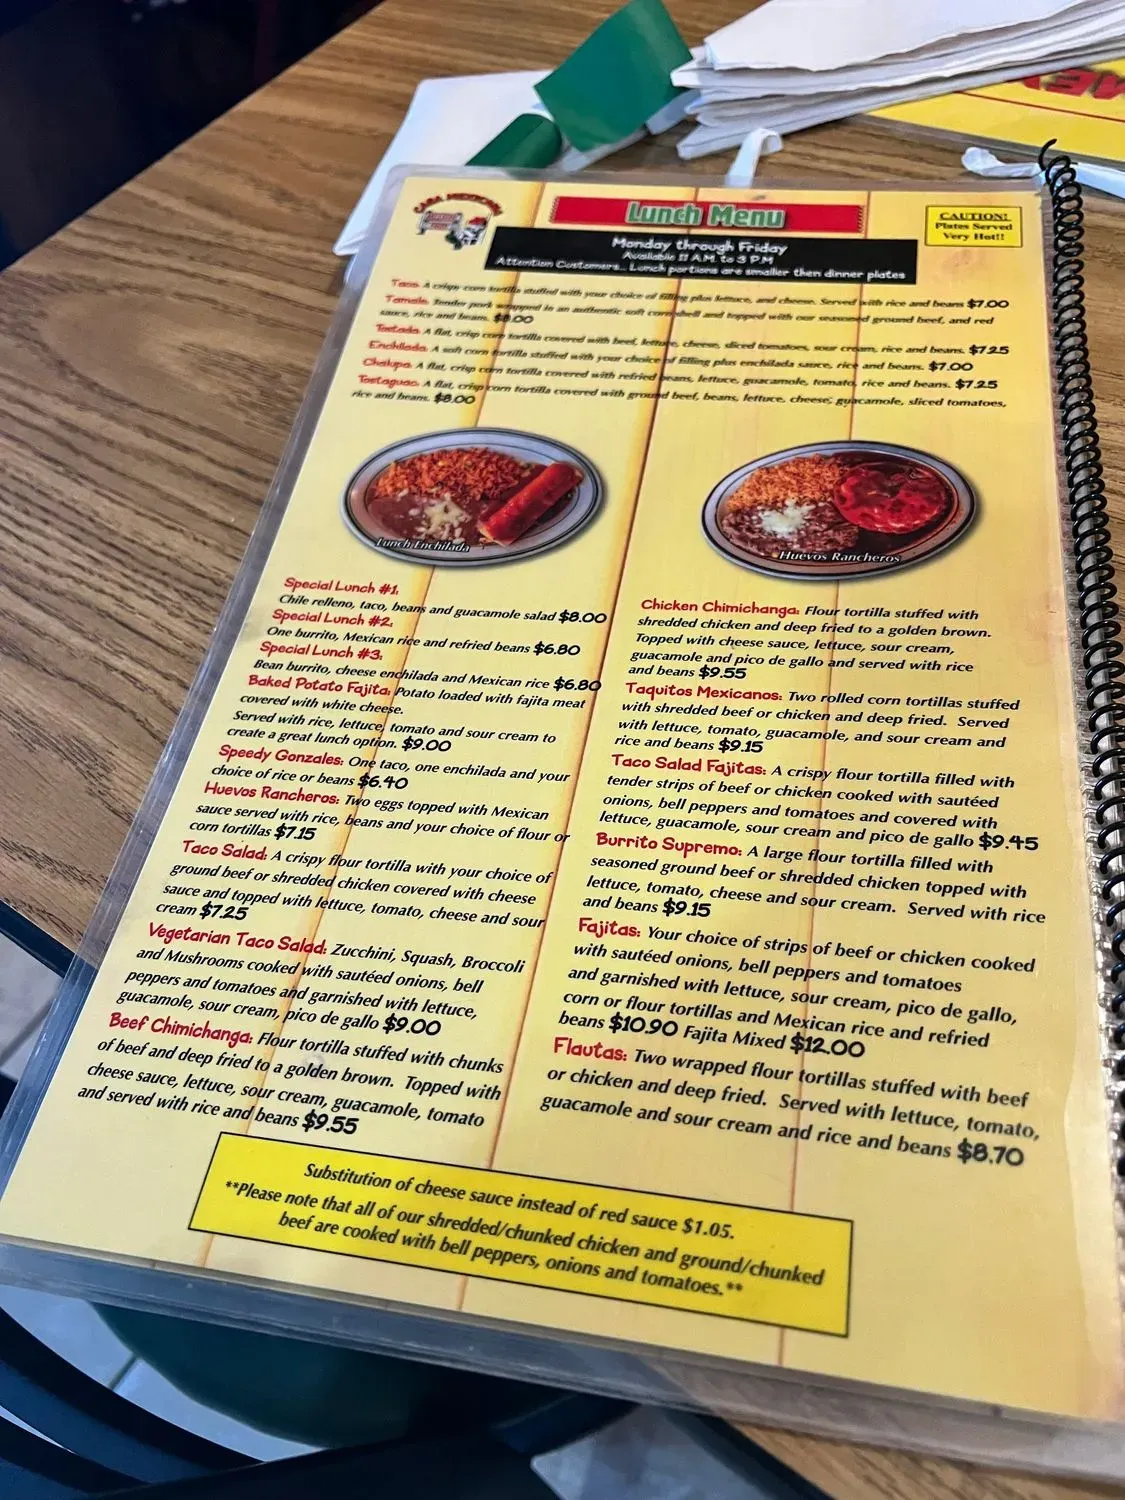 CASA MEXICANA
Lunch Menu
CAUTION!
Plates Served
Very Hot!!
Monday through Friday
Available 11 A.M. to 3 P.M
Attention Customers... Lunch portions are smaller then dinner plates
Taco: A crispy corn tortilla stuffed with your choice of filling plus lettuce, and cheese. Served with rice and beans $7.00
Tamale: Tender pork wrapped in an authentic soft corn shell and topped with our seasoned ground beef, and red
sauce, rice and beans. $8.00
Tostada: A flat, crisp corn tortilla covered with beef, lettuce, cheese, sliced tomatoes, sour cream, rice and beans. $7.25
Enchilada: A soft corn tortilla stuffed with your choice of filling plus enchilada sauce, rice and beans. $7.00
Chalupa: A flat, crisp corn tortilla covered with refried beans, lettuce, guacamole, tomato, rice and beans. $7.25
Tostaguac: A flat, crisp corn tortilla covered with ground beef, beans, lettuce, cheese, guacamole, sliced tomatoes,
rice and beans. $8.00
Lunch Enchilada
Huevos Rancheros
Special Lunch #1:
Chile relleno, taco, beans and guacamole salad $8.00
Special Lunch #2:
One burrito, Mexican rice and refried beans $6.80
Special Lunch #3:
Bean burrito, cheese enchilada and Mexican rice $6.80
Baked Potato Fajita: Potato loaded with fajita meat
covered with white cheese.
Served with rice, lettuce, tomato and sour cream to
create a great lunch option. $9.00
Speedy Gonzales: One taco, one enchilada and your
choice of rice or beans $6.40
Huevos Rancheros: Two eggs topped with Mexican
sauce served with rice, beans and your choice of flour or
corn tortillas $7.15
Taco Salad: A crispy flour tortilla with your choice of
ground beef or shredded chicken covered with cheese
sauce and topped with lettuce, tomato, cheese and sour
cream $7.25
Vegetarian Taco Salad: Zucchini, Squash, Broccoli
and Mushrooms cooked with sautéed onions, bell
peppers and tomatoes and garnished with lettuce,
guacamole, sour cream, pico de gallo $9.00
Beef Chimichanga: Flour tortilla stuffed with chunks
of beef and deep fried to a golden brown. Topped with
cheese sauce, lettuce, sour cream, guacamole, tomato
and served with rice and beans $9.55
Chicken Chimichanga: Flour tortilla stuffed with
shredded chicken and deep fried to a golden brown.
Topped with cheese sauce, lettuce, sour cream,
guacamole and pico de gallo and served with rice
and beans $9.55
Taquitos Mexicanos: Two rolled corn tortillas stuffed
with shredded beef or chicken and deep fried. Served
with lettuce, tomato, guacamole, and sour cream and
rice and beans $9.15
Taco Salad Fajitas: A crispy flour tortilla filled with
tender strips of beef or chicken cooked with sautéed
onions, bell peppers and tomatoes and covered with
lettuce, guacamole, sour cream and pico de gallo $9.45
Burrito Supremo: A large flour tortilla filled with
seasoned ground beef or shredded chicken topped with
lettuce, tomato, cheese and sour cream. Served with rice
and beans $9.15
Fajitas: Your choice of strips of beef or chicken cooked
with sautéed onions, bell peppers and tomatoes
and garnished with lettuce, sour cream, pico de gallo,
corn or flour tortillas and Mexican rice and refried
beans $10.90 Fajita Mixed $12.00
Flautas: Two wrapped flour tortillas stuffed with beef
or chicken and deep fried. Served with lettuce, tomato,
guacamole and sour cream and rice and beans $8.70
Substitution of cheese sauce instead of red sauce $1.05.
**Please note that all of our shredded/chunked chicken and ground/chunked
beef are cooked with bell peppers, onions and tomatoes.**